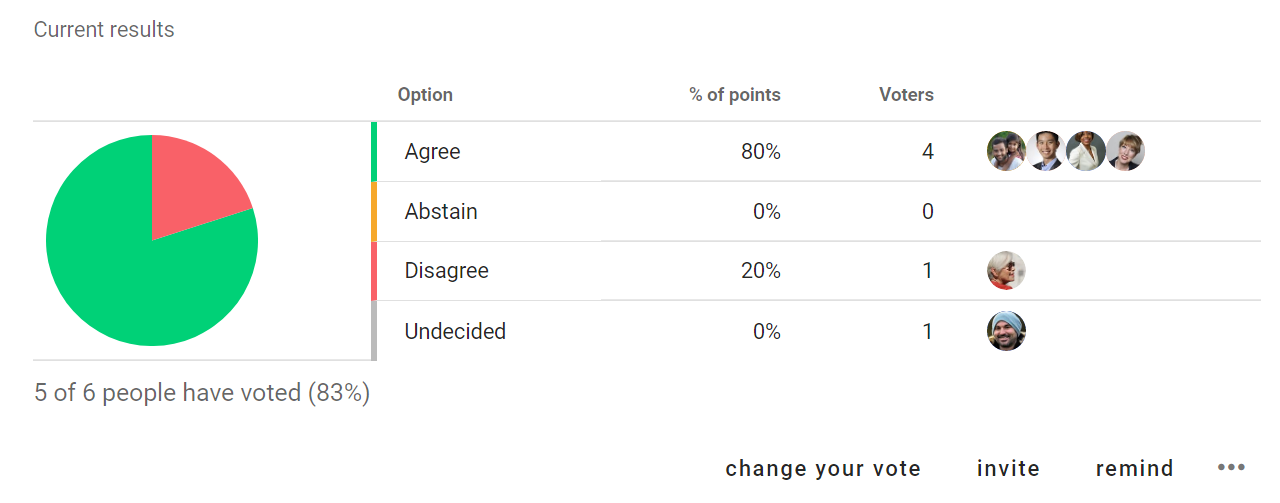 Current results
Option % of points Voters
Agree 80% 4
Abstain 0% 0
Disagree 20% 1
Undecided 0% 1
5 of 6 people have voted (83%)
change your vote invite remind •••